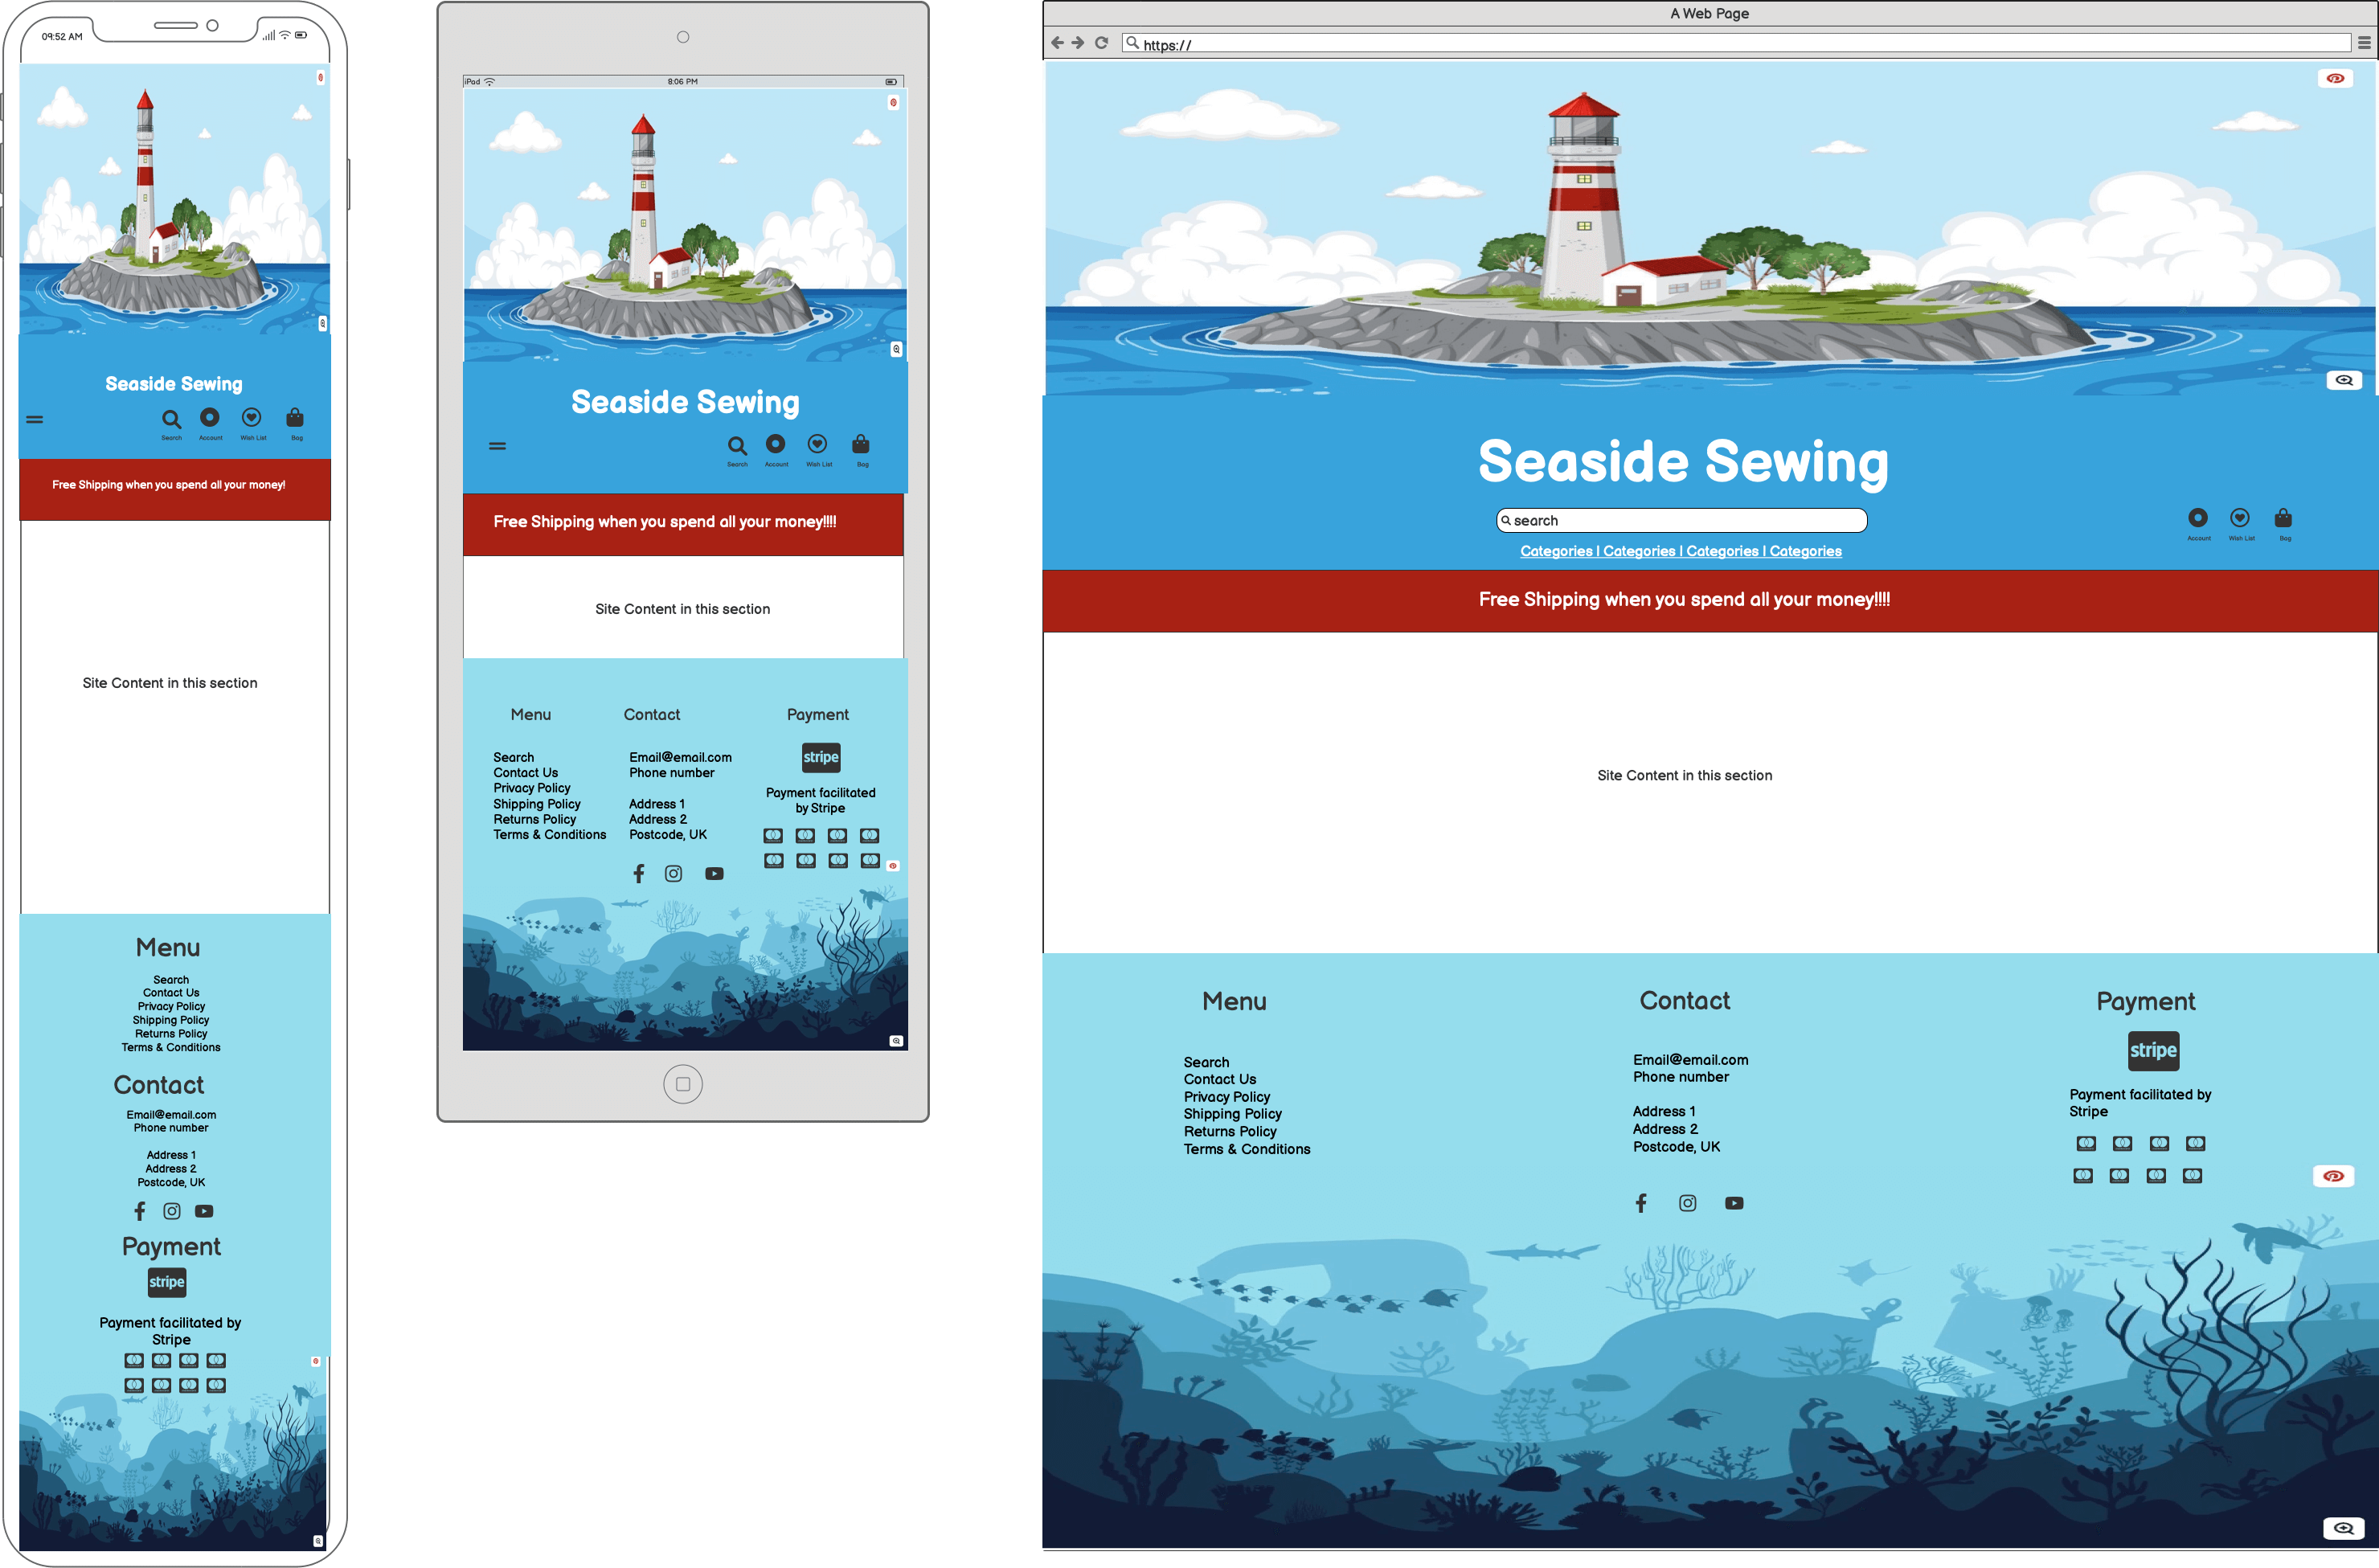 09:52 AM
Seaside Sewing
Search Account Wish List Bag
Free Shipping when you spend all your money!
Site Content in this section
Menu
Search
Contact Us
Privacy Policy
Shipping Policy
Returns Policy
Terms & Conditions
Contact
Email@email.com
Phone number
Address 1
Address 2
Postcode, UK
Payment
stripe
Payment facilitated by
Stripe
iPad 8:06 PM
Seaside Sewing
Search Account Wish List Bag
Free Shipping when you spend all your money!!!!
Site Content in this section
Menu
Search
Contact Us
Privacy Policy
Shipping Policy
Returns Policy
Terms & Conditions
Contact
Email@email.com
Phone number
Address 1
Address 2
Postcode, UK
Payment
stripe
Payment facilitated
by Stripe
A Web Page
https://
Seaside Sewing
search
Account Wish List Bag
Categories | Categories | Categories | Categories
Free Shipping when you spend all your money!!!!
Site Content in this section
Menu
Search
Contact Us
Privacy Policy
Shipping Policy
Returns Policy
Terms & Conditions
Contact
Email@email.com
Phone number
Address 1
Address 2
Postcode, UK
Payment
stripe
Payment facilitated by
Stripe